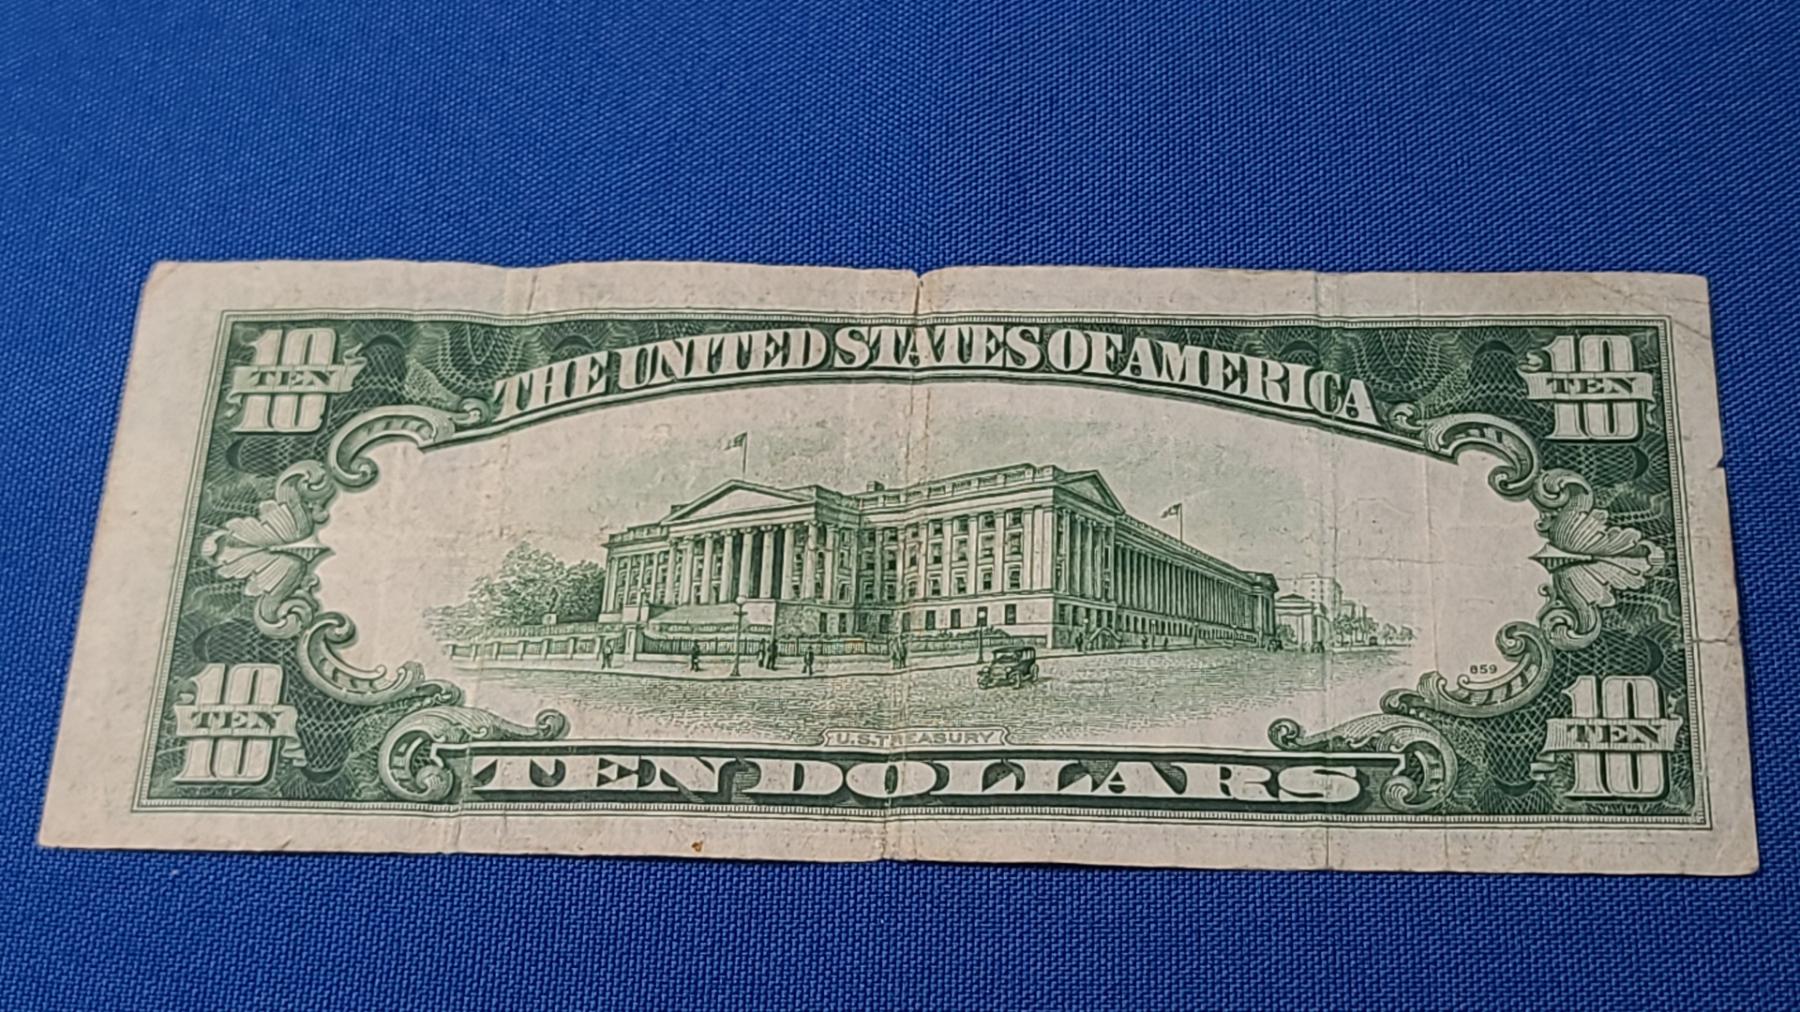 10 TEN 10
THE UNITED STATES OF AMERICA
10 TEN 10
859
U.S. TREASURY
10 TEN 10
TEN DOLLARS
10 TEN 10